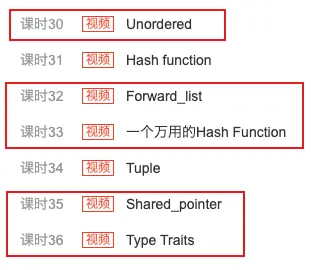 课时30 视频 Unordered
课时31 视频 Hash function
课时32 视频 Forward_list
课时33 视频 一个万用的Hash Function
课时34 视频 Tuple
课时35 视频 Shared_pointer
课时36 视频 Type Traits